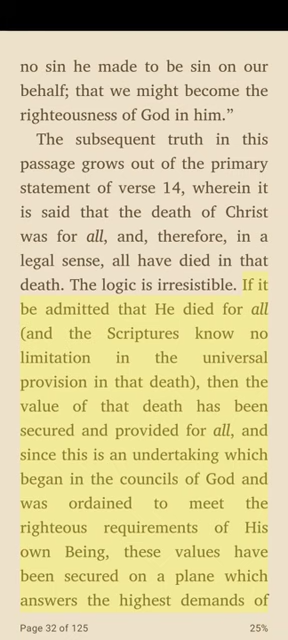 no sin he made to be sin on our
behalf; that we might become the
righteousness of God in him.”
The subsequent truth in this
passage grows out of the primary
statement of verse 14, wherein it
is said that the death of Christ
was for all, and, therefore, in a
legal sense, all have died in that
death. The logic is irresistible. If it
be admitted that He died for all
(and the Scriptures know no
limitation in the universal
provision in that death), then the
value of that death has been
secured and provided for all, and
since this is an undertaking which
began in the councils of God and
was ordained to meet the
righteous requirements of His
own Being, these values have
been secured on a plane which
answers the highest demands of
Page 32 of 125 25%